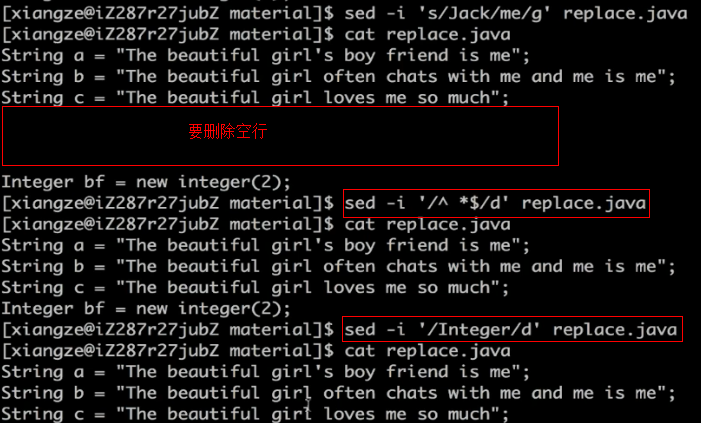 [xiangze@iZ287r27jubZ material]$ sed -i 's/Jack/me/g' replace.java
[xiangze@iZ287r27jubZ material]$ cat replace.java
String a = "The beautiful girl's boy friend is me";
String b = "The beautiful girl often chats with me and me is me";
String c = "The beautiful girl loves me so much";
要删除空行
Integer bf = new integer(2);
[xiangze@iZ287r27jubZ material]$ sed -i '/^ *$/d' replace.java
[xiangze@iZ287r27jubZ material]$ cat replace.java
String a = "The beautiful girl's boy friend is me";
String b = "The beautiful girl often chats with me and me is me";
String c = "The beautiful girl loves me so much";
Integer bf = new integer(2);
[xiangze@iZ287r27jubZ material]$ sed -i '/Integer/d' replace.java
[xiangze@iZ287r27jubZ material]$ cat replace.java
String a = "The beautiful girl's boy friend is me";
String b = "The beautiful girl often chats with me and me is me";
String c = "The beautiful girl loves me so much";